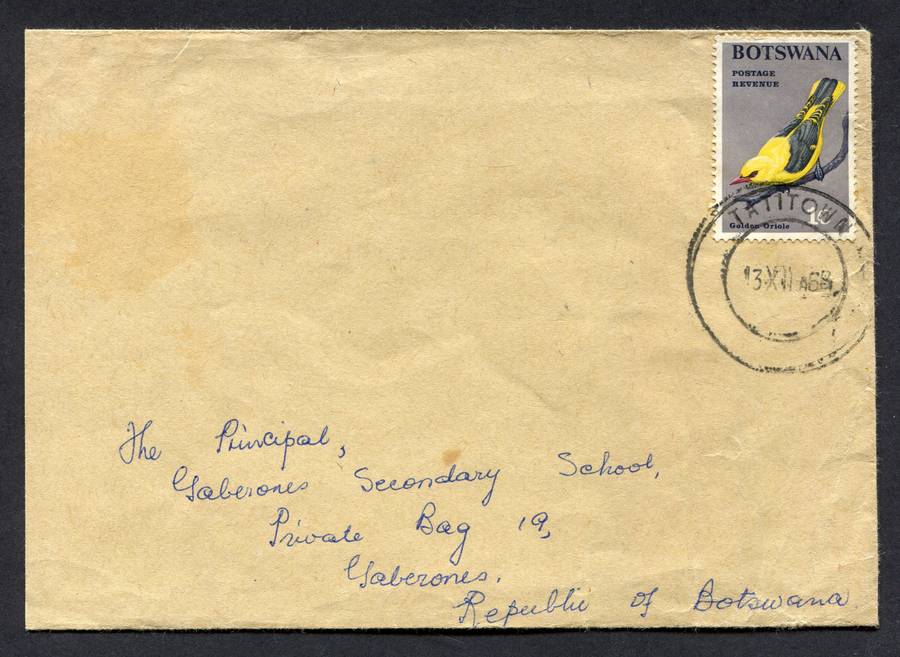 BOTSWANA
POSTAGE
REVENUE
Golden Oriole
TATITOWN
13 XII 68
The Principal,
Gaberones Secondary School,
Private Bag 19,
Gaberones.
Republic of Botswana